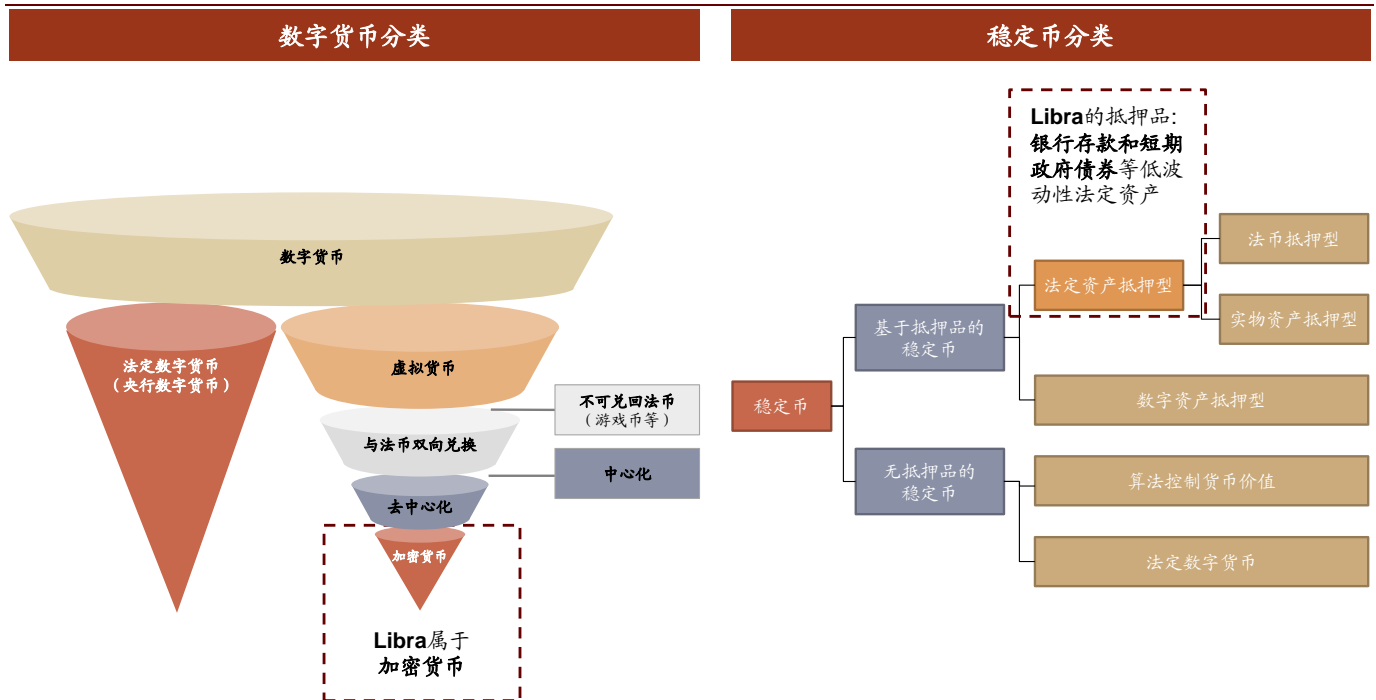 数字货币分类
数字货币
法定数字货币
（央行数字货币）
虚拟货币
不可兑回法币
（游戏币等）
与法币双向兑换
中心化
去中心化
加密货币
Libra属于
加密货币
稳定币分类
Libra的抵押品:
银行存款和短期
政府债券等低波
动性法定资产
法币抵押型
法定资产抵押型
实物资产抵押型
基于抵押品的
稳定币
数字资产抵押型
稳定币
算法控制货币价值
无抵押品的
稳定币
法定数字货币